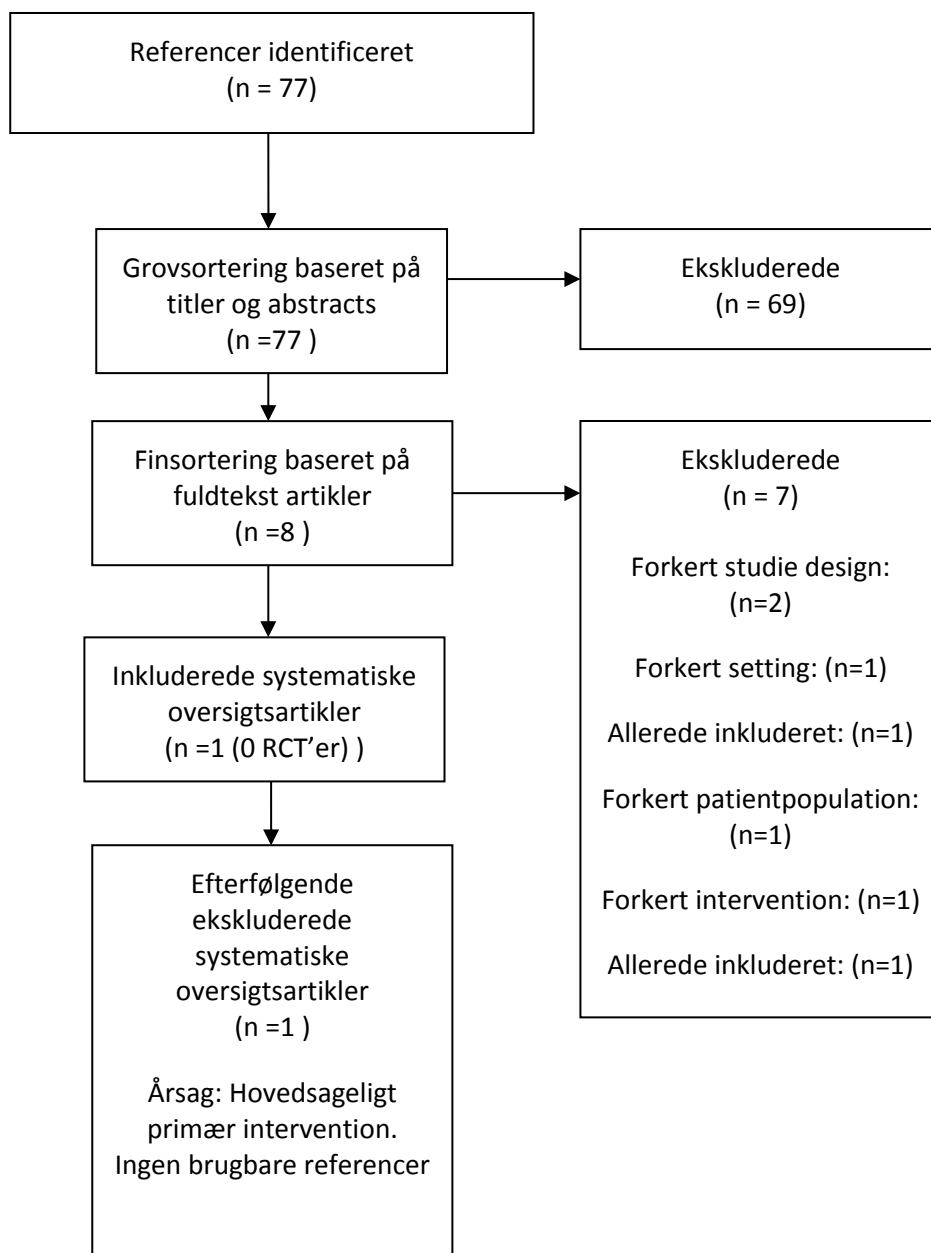 Referencer identificeret
(n = 77)
Grovsortering baseret på
titler og abstracts
(n =77 )
Ekskluderede
(n = 69)
Finsortering baseret på
fuldtekst artikler
(n =8 )
Ekskluderede
(n = 7)
Forkert studie design:
(n=2)
Forkert setting: (n=1)
Allerede inkluderet: (n=1)
Forkert patientpopulation:
(n=1)
Forkert intervention: (n=1)
Allerede inkluderet: (n=1)
Inkluderede systematiske
oversigtsartikler
(n =1 (0 RCT’er) )
Efterfølgende
ekskluderede
systematiske
oversigtsartikler
(n =1 )
Årsag: Hovedsageligt
primær intervention.
Ingen brugbare referencer